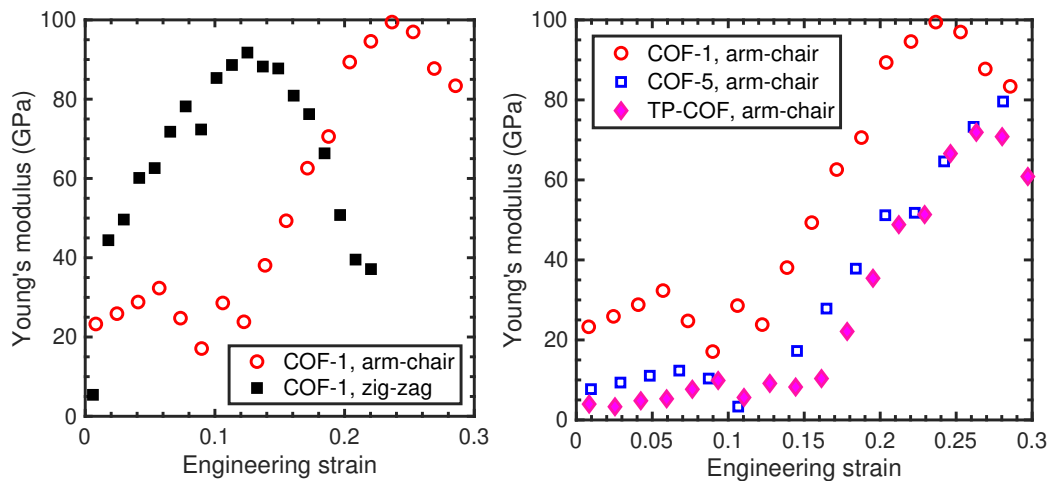 Young's modulus (GPa)
100
80
60
40
20
0
COF-1, arm-chair
COF-1, zig-zag
0
0.1
0.2
0.3
Engineering strain
Young's modulus (GPa)
100
80
60
40
20
0
COF-1, arm-chair
COF-5, arm-chair
TP-COF, arm-chair
0
0.05
0.1
0.15
0.2
0.25
0.3
Engineering strain